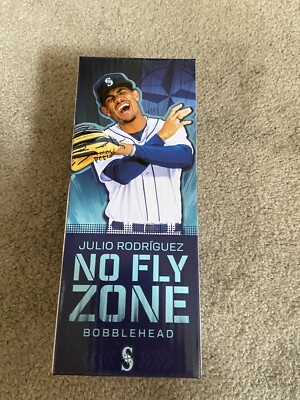 S
JULIO RODRÍGUEZ
NO FLY
ZONE
BOBBLEHEAD
S